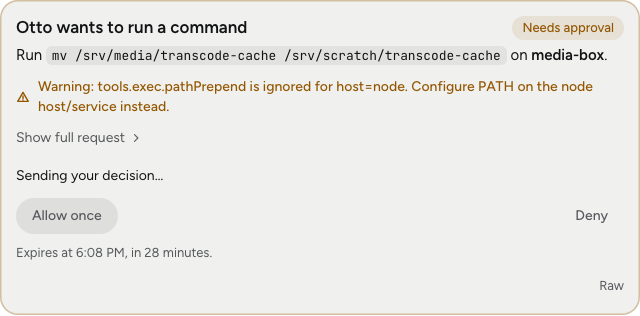 Otto wants to run a command
Needs approval
Run mv /srv/media/transcode-cache /srv/scratch/transcode-cache on media-box.
Warning: tools.exec.pathPrepend is ignored for host=node. Configure PATH on the node
host/service instead.
Show full request
Sending your decision...
Allow once
Deny
Expires at 6:08 PM, in 28 minutes.
Raw